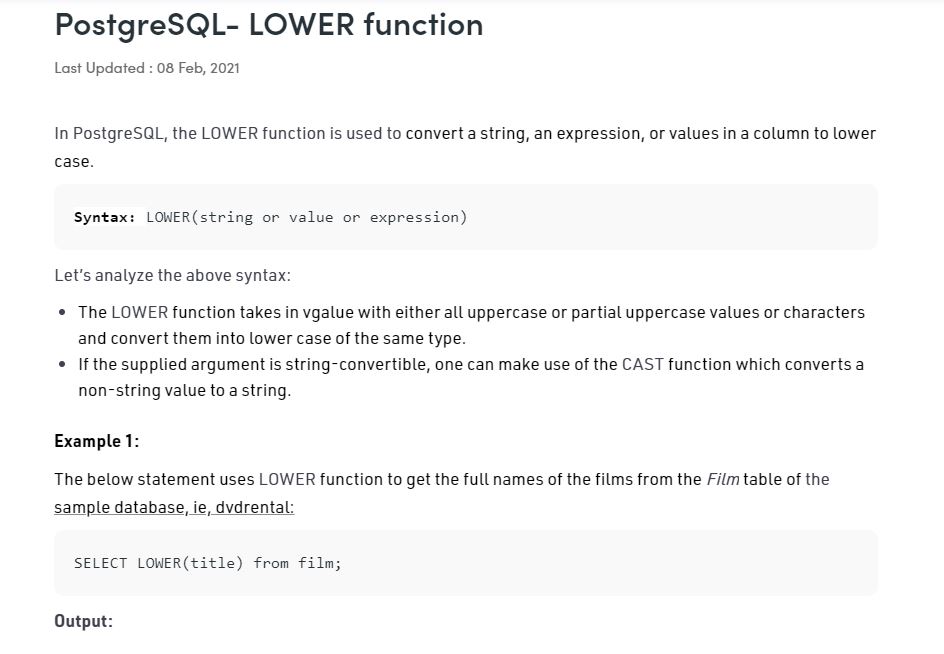 PostgreSQL- LOWER function
Last Updated : 08 Feb, 2021
In PostgreSQL, the LOWER function is used to convert a string, an expression, or values in a column to lower
case.
Syntax: LOWER(string or value or expression)
Let's analyze the above syntax:
• The LOWER function takes in vgalue with either all uppercase or partial uppercase values or characters
and convert them into lower case of the same type.
• If the supplied argument is string-convertible, one can make use of the CAST function which converts a
non-string value to a string.
Example 1:
The below statement uses LOWER function to get the full names of the films from the Film table of the
sample database, ie, dvdrental:
SELECT LOWER(title) from film;
Output: